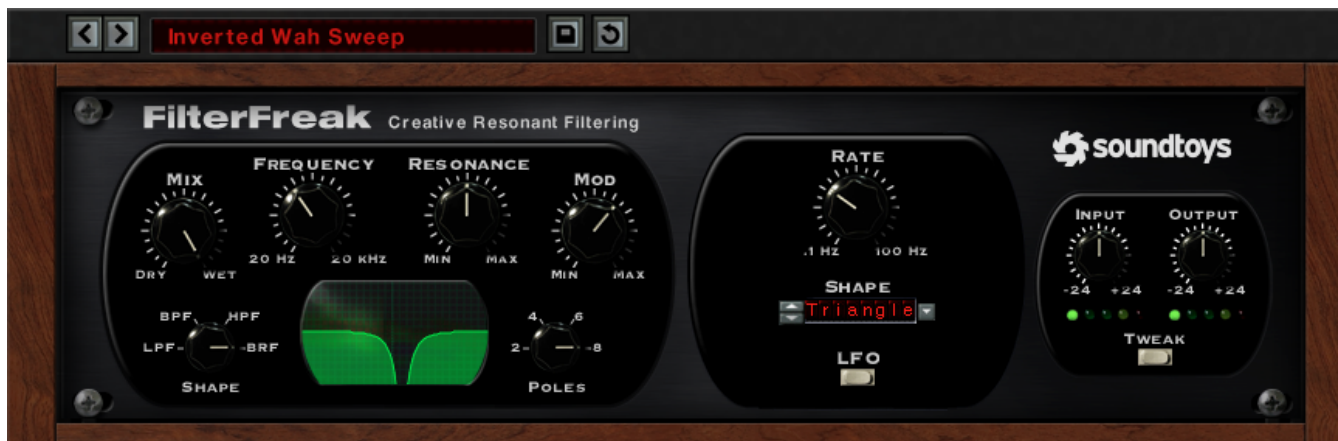 Inverted Wah Sweep
FilterFreak Creative Resonant Filtering
soundtoys
MIX
FREQUENCY
RESONANCE
MOD
DRY WET
20 HZ 20 KHZ
MIN MAX
MIN MAX
BPF HPF
LPF BRF
SHAPE
4 6
2 8
POLES
RATE
.1 HZ 100 HZ
SHAPE
Triangle
LFO
INPUT OUTPUT
-24 +24 -24 +24
TWEAK